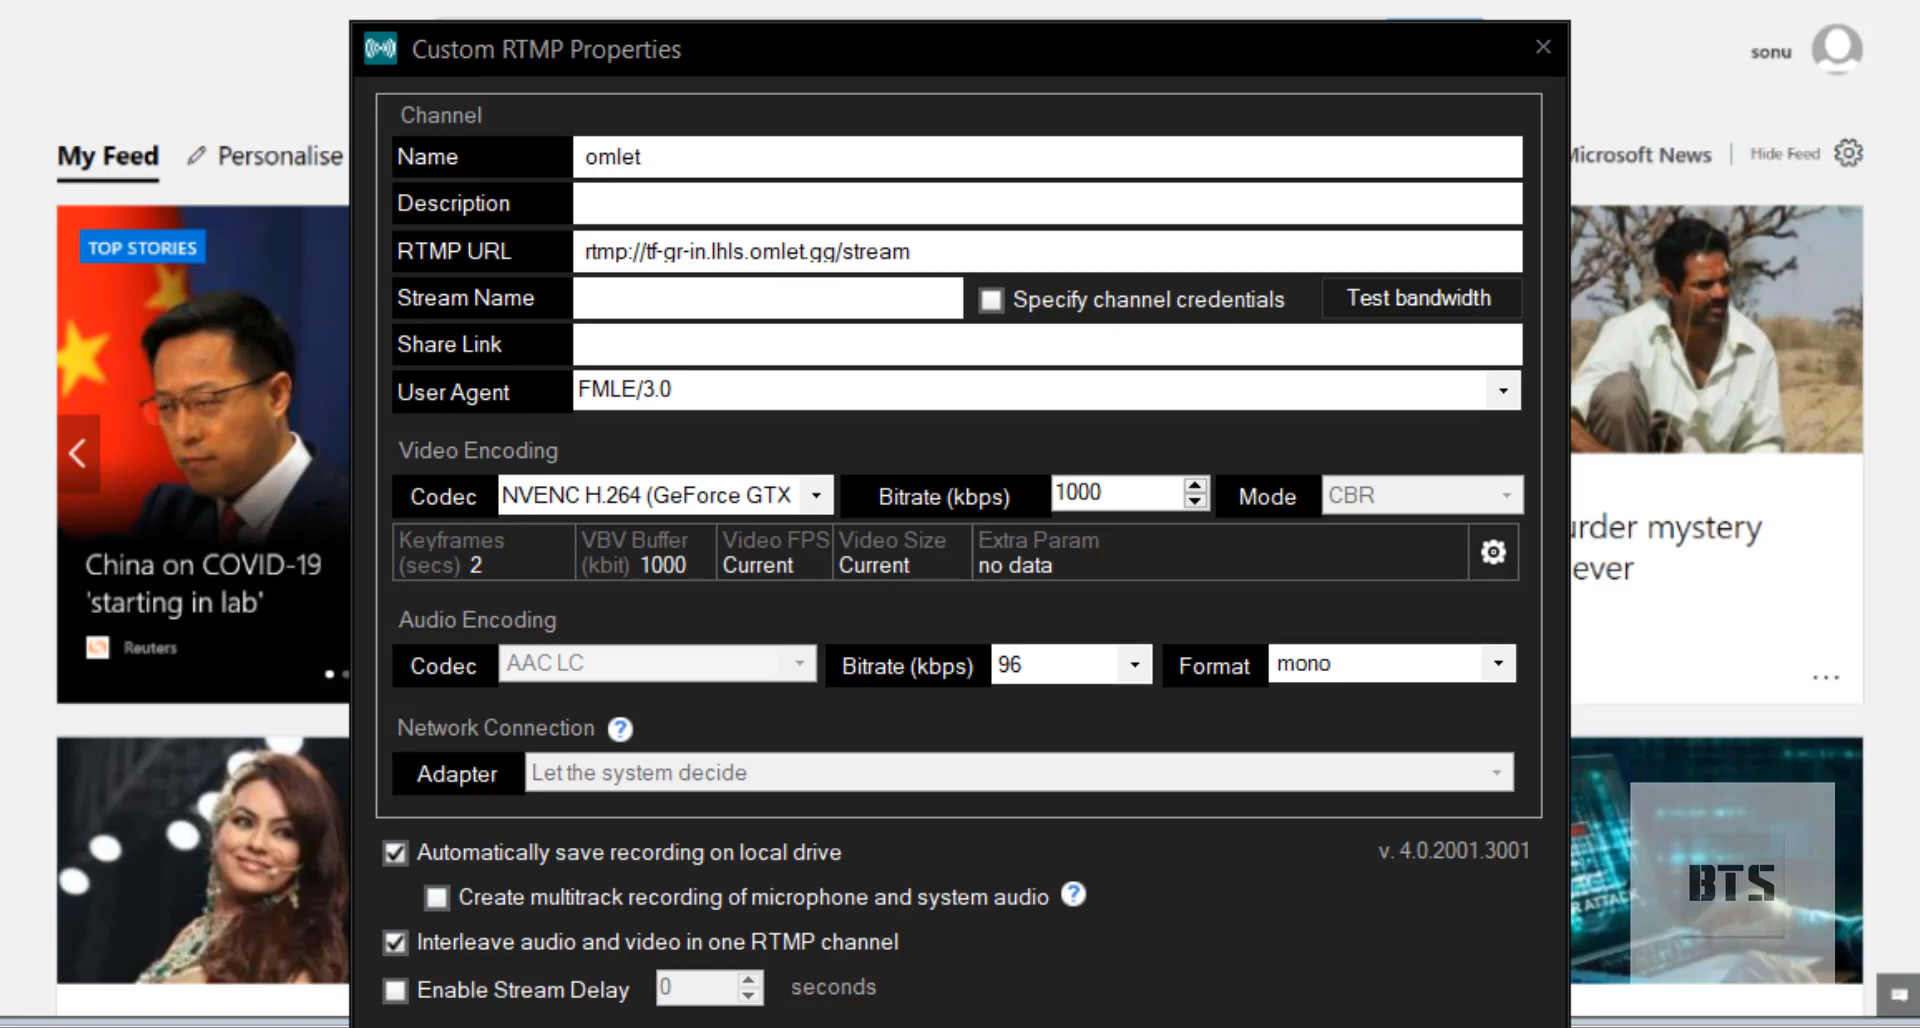 Custom RTMP Properties
sonu
My Feed
Personalise
Microsoft News
Hide Feed
TOP STORIES
China on COVID-19
'starting in lab'
Reuters
Channel
Name
omlet
Description
RTMP URL
rtmp://tf-gr-in.lhls.omlet.gg/stream
Stream Name
Specify channel credentials
Test bandwidth
Share Link
User Agent
FMLE/3.0
Video Encoding
Codec
NVENC H.264 (GeForce GTX
Bitrate (kbps)
1000
Mode
CBR
Keyframes
(secs) 2
VBV Buffer
(kbit) 1000
Video FPS
Current
Video Size
Current
Extra Param
no data
Audio Encoding
Codec
AAC LC
Bitrate (kbps)
96
Format
mono
Network Connection
?
Adapter
Let the system decide
Automatically save recording on local drive
v. 4.0.2001.3001
Create multitrack recording of microphone and system audio
?
Interleave audio and video in one RTMP channel
Enable Stream Delay
0
seconds
urder mystery
ever
ATTACK
BTS